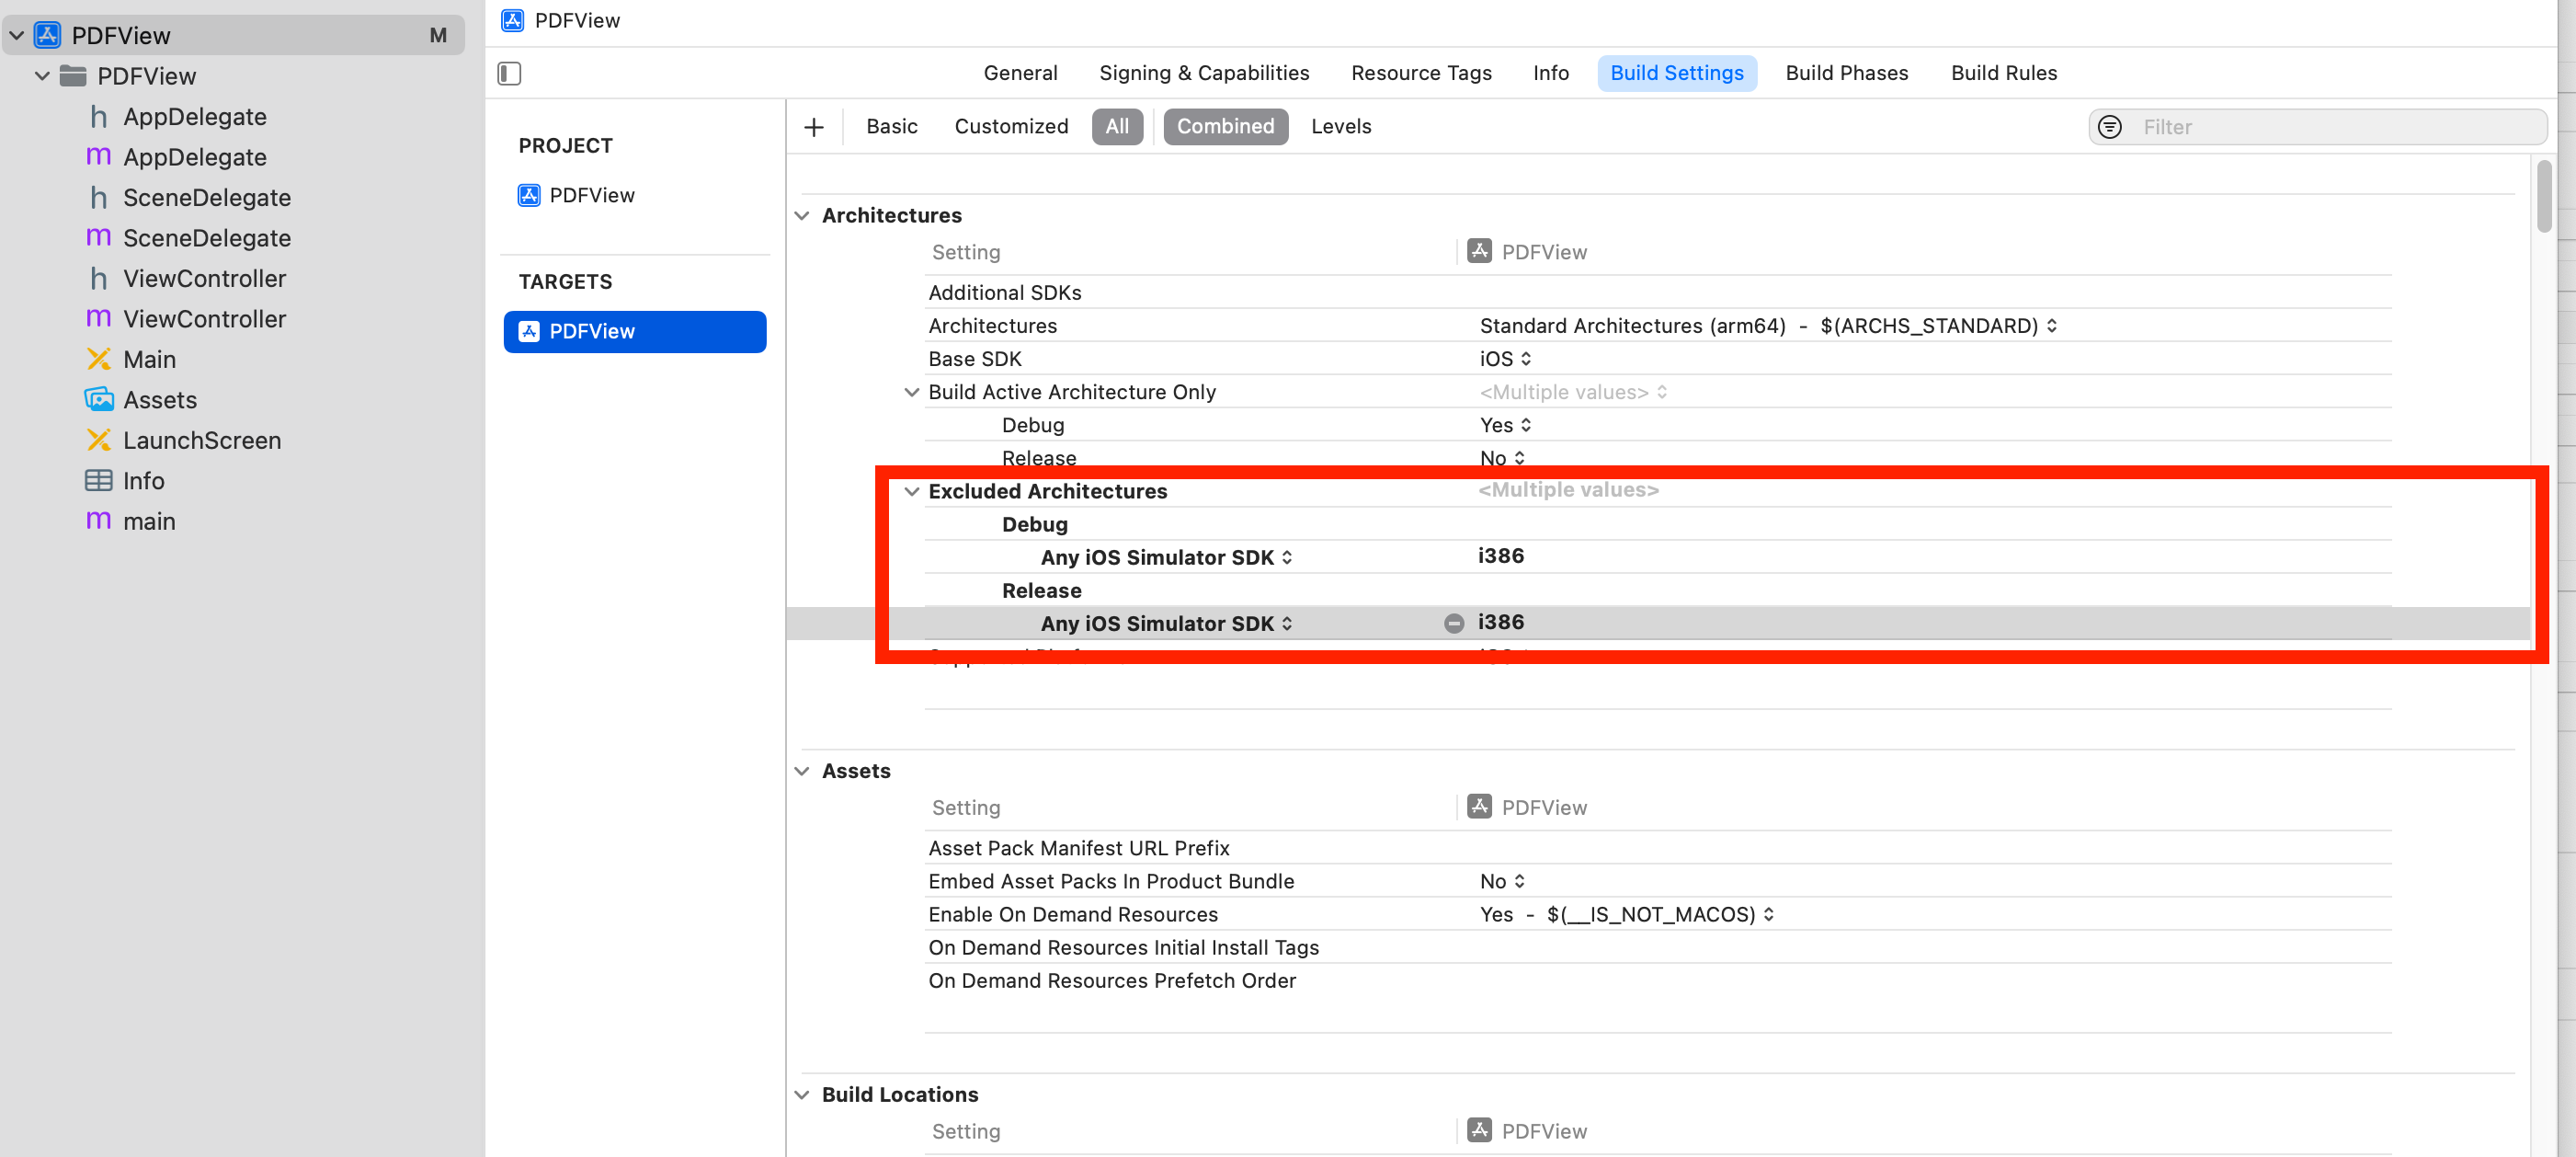 PDFView M
PDFView
h AppDelegate
m AppDelegate
h SceneDelegate
m SceneDelegate
h ViewController
m ViewController
Main
Assets
LaunchScreen
Info
m main
PDFView
General Signing & Capabilities Resource Tags Info Build Settings Build Phases Build Rules
PROJECT
PDFView
TARGETS
PDFView
+ Basic Customized All Combined Levels Filter
Architectures
Setting PDFView
Additional SDKs
Architectures Standard Architectures (arm64) - $(ARCHS_STANDARD)
Base SDK iOS
Build Active Architecture Only <Multiple values>
Debug Yes
Release No
Excluded Architectures <Multiple values>
Debug
Any iOS Simulator SDK i386
Release
Any iOS Simulator SDK i386
Assets
Setting PDFView
Asset Pack Manifest URL Prefix
Embed Asset Packs In Product Bundle No
Enable On Demand Resources Yes - $(__IS_NOT_MACOS)
On Demand Resources Initial Install Tags
On Demand Resources Prefetch Order
Build Locations
Setting PDFView